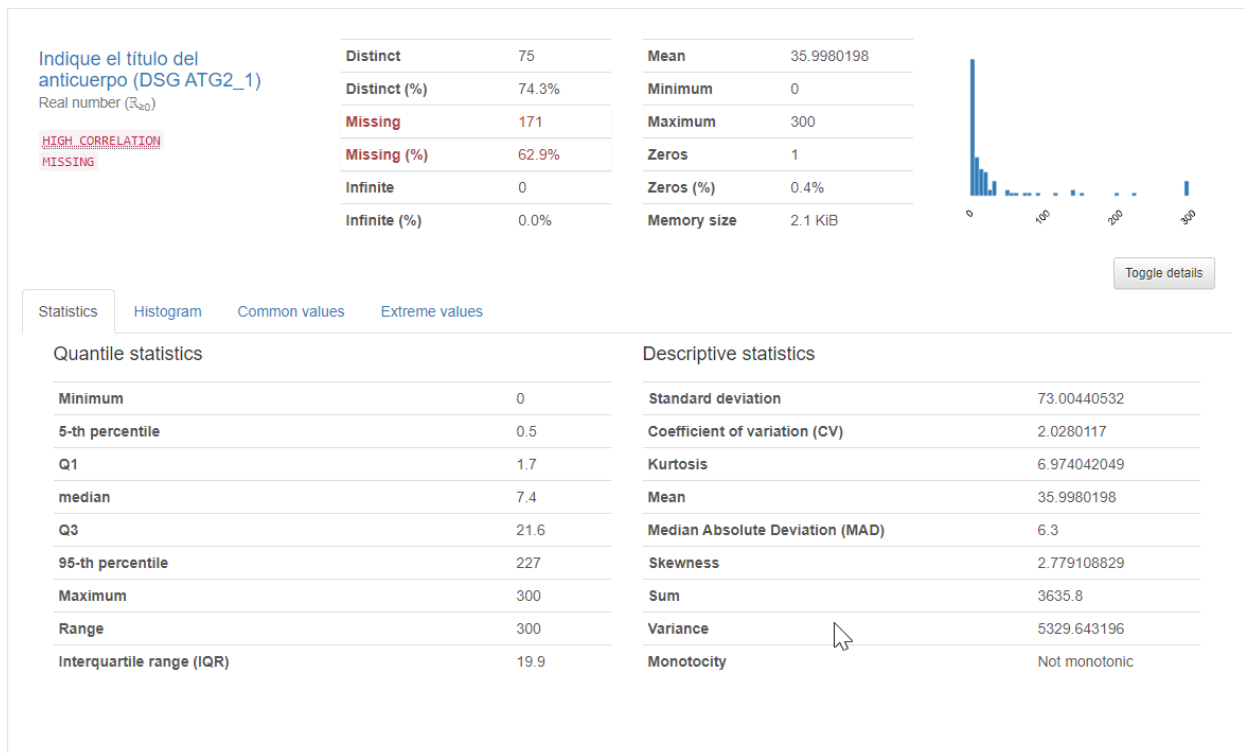 Indique el título del
anticuerpo (DSG ATG2_1)
Real number (ℝ≥0)
HIGH CORRELATION
MISSING
Distinct 75
Distinct (%) 74.3%
Missing 171
Missing (%) 62.9%
Infinite 0
Infinite (%) 0.0%
Mean 35.9980198
Minimum 0
Maximum 300
Zeros 1
Zeros (%) 0.4%
Memory size 2.1 KiB
0 100 200 300
Toggle details
Statistics Histogram Common values Extreme values
Quantile statistics
Minimum 0
5-th percentile 0.5
Q1 1.7
median 7.4
Q3 21.6
95-th percentile 227
Maximum 300
Range 300
Interquartile range (IQR) 19.9
Descriptive statistics
Standard deviation 73.00440532
Coefficient of variation (CV) 2.0280117
Kurtosis 6.974042049
Mean 35.9980198
Median Absolute Deviation (MAD) 6.3
Skewness 2.779108829
Sum 3635.8
Variance 5329.643196
Monotocity Not monotonic